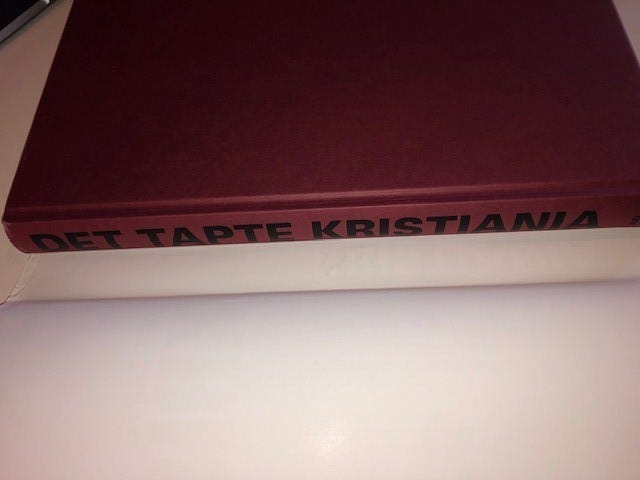 DET TAPTE KRISTIANIA